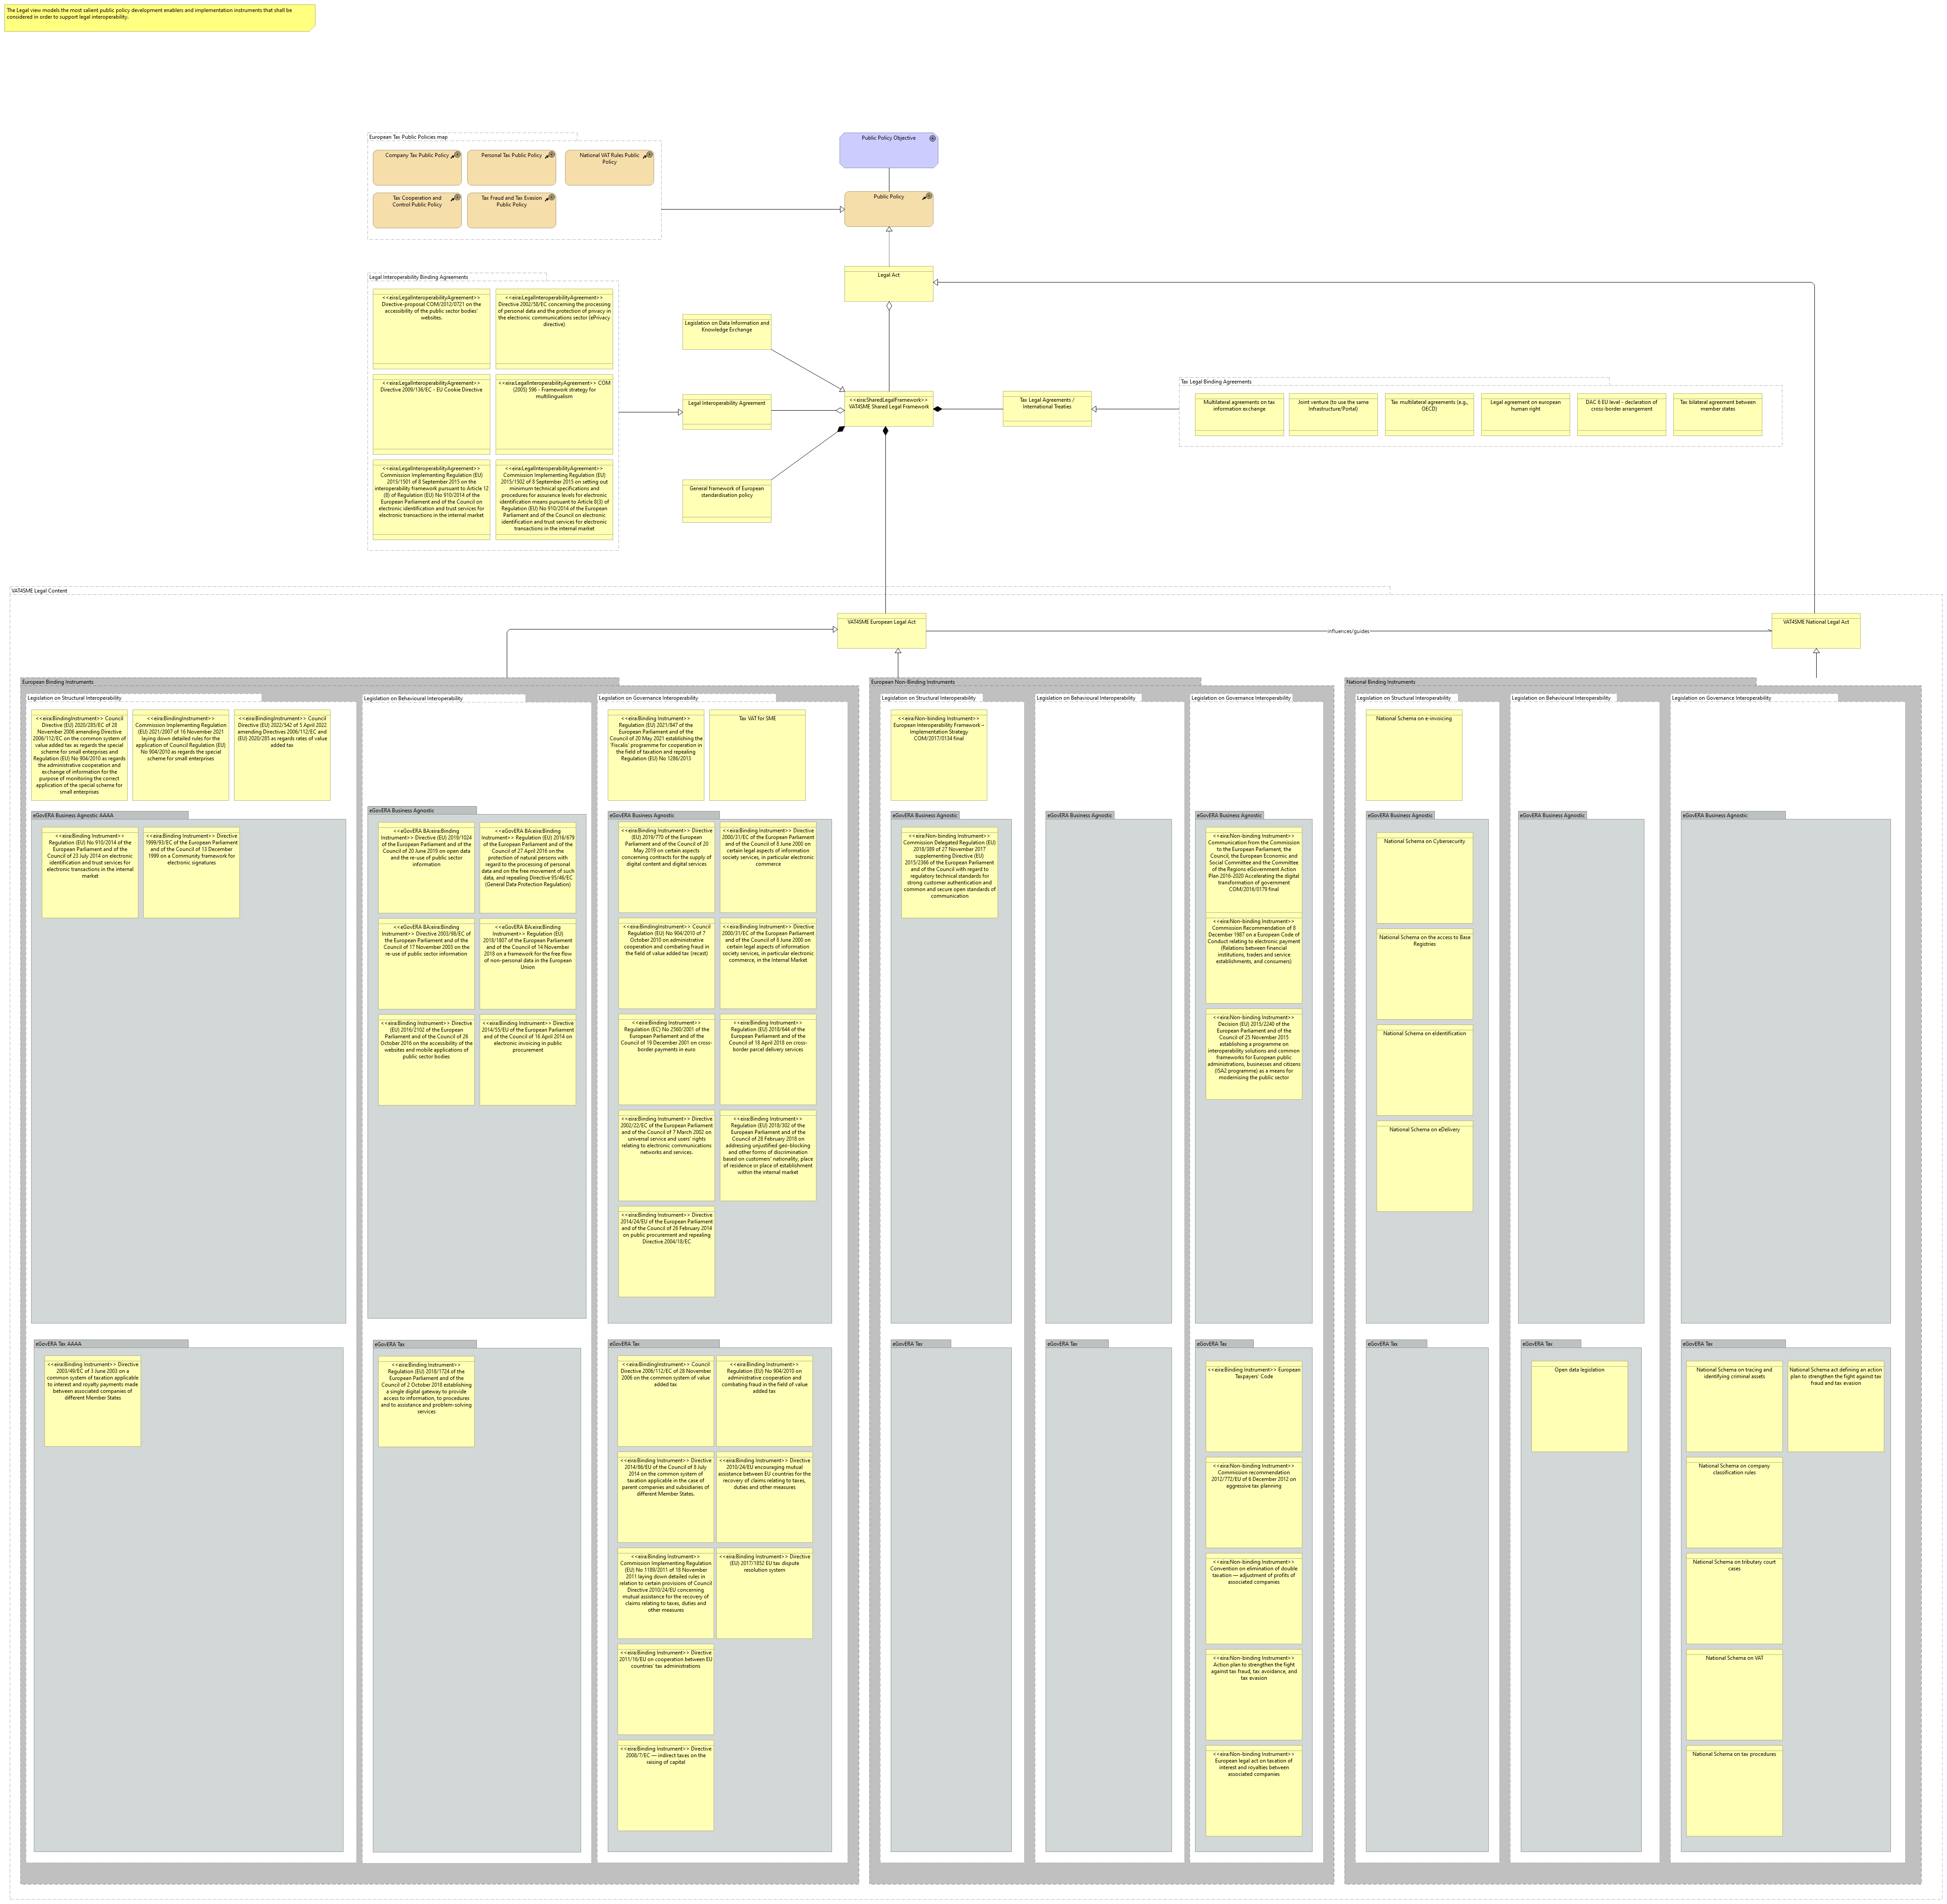 The Legal view models the most salient public policy development enablers and implementation instruments that shall be
considered in order to support legal interoperability.
European Tax Public Policies map
Company Tax Public Policy
Personal Tax Public Policy
National VAT Rules Public
Policy
Tax Cooperation and
Control Public Policy
Tax Fraud and Tax Evasion
Public Policy
Public Policy Objective
Public Policy
Legal Act
Legal Interoperability Binding Agreements
<<eira:LegalInteroperabilityAgreement>>
Directive-proposal COM/2012/0721 on the
accessibility of the public sector bodies'
websites.
<<eira:LegalInteroperabilityAgreement>>
Directive 2002/58/EC concerning the processing
of personal data and the protection of privacy in
the electronic communications sector (ePrivacy
directive)
<<eira:LegalInteroperabilityAgreement>>
Directive 2009/136/EC - EU Cookie Directive
<<eira:LegalInteroperabilityAgreement>> COM
(2005) 596 - Framework strategy for
multilingualism
<<eira:LegalInteroperabilityAgreement>>
Commission Implementing Regulation (EU)
2015/1501 of 8 September 2015 on the
interoperability framework pursuant to Article 12
(8) of Regulation (EU) No 910/2014 of the
European Parliament and of the Council on
electronic identification and trust services for
electronic transactions in the internal market
<<eira:LegalInteroperabilityAgreement>>
Commission Implementing Regulation (EU)
2015/1502 of 8 September 2015 on setting out
minimum technical specifications and
procedures for assurance levels for electronic
identification means pursuant to Article 8(3) of
Regulation (EU) No 910/2014 of the European
Parliament and of the Council on electronic
identification and trust services for electronic
transactions in the internal market
Legislation on Data Information and
Knowledge Exchange
Legal Interoperability Agreement
General framework of European
standardisation policy
<<eira:SharedLegalFramework>>
VAT4SME Shared Legal Framework
Tax Legal Agreements /
International Treaties
Tax Legal Binding Agreements
Multilateral agreements on tax
information exchange
Joint venture (to use the same
Infrastructure/Portal)
Tax multilateral agreements (e.g.,
OECD)
Legal agreement on european
human right
DAC 6 EU level - declaration of
cross-border arrangement
Tax bilateral agreement between
member states
VAT4SME Legal Content
VAT4SME European Legal Act
influences/guides
VAT4SME National Legal Act
European Binding Instruments
Legislation on Structural Interoperability
<<eira:BindingInstrument>> Council
Directive (EU) 2020/285/EC of 28
November 2006 amending Directive
2006/112/EC on the common system of
value added tax as regards the special
scheme for small enterprises and
Regulation (EU) No 904/2010 as regards
the administrative cooperation and
exchange of information for the
purpose of monitoring the correct
application of the special scheme for
small enterprises
<<eira:BindingInstrument>>
Commission Implementing Regulation
(EU) 2021/2007 of 16 November 2021
laying down detailed rules for the
application of Council Regulation (EU)
No 904/2010 as regards the special
scheme for small enterprises
<<eira:BindingInstrument>> Council
Directive (EU) 2022/542 of 5 April 2022
amending Directives 2006/112/EC and
(EU) 2020/285 as regards rates of value
added tax
eGovERA Business Agnostic AAAA
<<eira:Binding Instrument>>
Regulation (EU) No 910/2014 of the
European Parliament and of the
Council of 23 July 2014 on electronic
identification and trust services for
electronic transactions in the internal
market
<<eira:Binding Instrument>> Directive
1999/93/EC of the European Parliament
and of the Council of 13 December
1999 on a Community framework for
electronic signatures
eGovERA Tax AAAA
<<eira:Binding Instrument>> Directive
2003/49/EC of 3 June 2003 on a
common system of taxation applicable
to interest and royalty payments made
between associated companies of
different Member States
Legislation on Behavioural Interoperability
eGovERA Business Agnostic
<<eGovERA BA:eira:Binding
Instrument>> Directive (EU) 2019/1024
of the European Parliament and of the
Council of 20 June 2019 on open data
and the re-use of public sector
information
<<eGovERA BA:eira:Binding
Instrument>> Regulation (EU) 2016/679
of the European Parliament and of the
Council of 27 April 2016 on the
protection of natural persons with
regard to the processing of personal
data and on the free movement of such
data, and repealing Directive 95/46/EC
(General Data Protection Regulation)
<<eGovERA BA:eira:Binding
Instrument>> Directive 2003/98/EC of
the European Parliament and of the
Council of 17 November 2003 on the
re-use of public sector information
<<eGovERA BA:eira:Binding
Instrument>> Regulation (EU)
2018/1807 of the European Parliament
and of the Council of 14 November
2018 on a framework for the free flow
of non-personal data in the European
Union
<<eira:Binding Instrument>> Directive
(EU) 2016/2102 of the European
Parliament and of the Council of 26
October 2016 on the accessibility of the
websites and mobile applications of
public sector bodies
<<eira:Binding Instrument>> Directive
2014/55/EU of the European Parliament
and of the Council of 16 April 2014 on
electronic invoicing in public
procurement
eGovERA Tax
<<eira:Binding Instrument>>
Regulation (EU) 2018/1724 of the
European Parliament and of the
Council of 2 October 2018 establishing
a single digital gateway to provide
access to information, to procedures
and to assistance and problem-solving
services
Legislation on Governance Interoperability
<<eira:Binding Instrument>>
Regulation (EU) 2021/847 of the
European Parliament and of the
Council of 20 May 2021 establishing the
'Fiscalis' programme for cooperation in
the field of taxation and repealing
Regulation (EU) No 1286/2013
Tax VAT for SME
eGovERA Business Agnostic
<<eira:Binding Instrument>> Directive
(EU) 2019/770 of the European
Parliament and of the Council of 20
May 2019 on certain aspects
concerning contracts for the supply of
digital content and digital services
<<eira:Binding Instrument>> Directive
2000/31/EC of the European Parliament
and of the Council of 8 June 2000 on
certain legal aspects of information
society services, in particular electronic
commerce
<<eira:BindingInstrument>> Council
Regulation (EU) No 904/2010 of 7
October 2010 on administrative
cooperation and combating fraud in
the field of value added tax (recast)
<<eira:Binding Instrument>> Directive
2000/31/EC of the European Parliament
and of the Council of 8 June 2000 on
certain legal aspects of information
society services, in particular electronic
commerce, in the Internal Market
<<eira:Binding Instrument>>
Regulation (EC) No 2560/2001 of the
European Parliament and of the
Council of 19 December 2001 on cross-
border payments in euro
<<eira:Binding Instrument>>
Regulation (EU) 2018/644 of the
European Parliament and of the
Council of 18 April 2018 on cross-
border parcel delivery services
<<eira:Binding Instrument>> Directive
2002/22/EC of the European Parliament
and of the Council of 7 March 2002 on
universal service and users' rights
relating to electronic communications
networks and services.
<<eira:Binding Instrument>>
Regulation (EU) 2018/302 of the
European Parliament and of the
Council of 28 February 2018 on
addressing unjustified geo-blocking
and other forms of discrimination
based on customers' nationality, place
of residence or place of establishment
within the internal market
<<eira:Binding Instrument>> Directive
2014/24/EU of the European Parliament
and of the Council of 26 February 2014
on public procurement and repealing
Directive 2004/18/EC
eGovERA Tax
<<eira:BindingInstrument>> Council
Directive 2006/112/EC of 28 November
2006 on the common system of value
added tax
<<eira:Binding Instrument>>
Regulation (EU) No 904/2010 on
administrative cooperation and
combating fraud in the field of value
added tax
<<eira:Binding Instrument>> Directive
2014/86/EU of the Council of 8 July
2014 on the common system of
taxation applicable in the case of
parent companies and subsidiaries of
different Member States.
<<eira:Binding Instrument>> Directive
2010/24/EU encouraging mutual
assistance between EU countries for the
recovery of claims relating to taxes,
duties and other measures
<<eira:Binding Instrument>>
Commission Implementing Regulation
(EU) No 1189/2011 of 18 November
2011 laying down detailed rules in
relation to certain provisions of Council
Directive 2010/24/EU concerning
mutual assistance for the recovery of
claims relating to taxes, duties and
other measures
<<eira:Binding Instrument>> Directive
(EU) 2017/1852 EU tax dispute
resolution system
<<eira:Binding Instrument>> Directive
2011/16/EU on cooperation between EU
countries' tax administrations
<<eira:Binding Instrument>> Directive
2008/7/EC — indirect taxes on the
raising of capital
European Non-Binding Instruments
Legislation on Structural Interoperability
<<eira:Non-binding Instrument>>
European Interoperability Framework –
Implementation Strategy
COM/2017/0134 final
eGovERA Business Agnostic
<<eira:Non-binding Instrument>>
Commission Delegated Regulation (EU)
2018/389 of 27 November 2017
supplementing Directive (EU)
2015/2366 of the European Parliament
and of the Council with regard to
regulatory technical standards for
strong customer authentication and
common and secure open standards of
communication
eGovERA Tax
Legislation on Behavioural Interoperability
eGovERA Business Agnostic
eGovERA Tax
Legislation on Governance Interoperability
eGovERA Business Agnostic
<<eira:Non-binding Instrument>>
Communication from the Commission
to the European Parliament, the
Council, the European Economic and
Social Committee and the Committee
of the Regions eGovernment Action
Plan 2016-2020 Accelerating the digital
transformation of government
COM/2016/0179 final
<<eira:Non-binding Instrument>>
Commission Recommendation of 8
December 1987 on a European Code of
Conduct relating to electronic payment
(Relations between financial
institutions, traders and service
establishments, and consumers)
<<eira:Non-binding Instrument>>
Decision (EU) 2015/2240 of the
European Parliament and of the
Council of 25 November 2015
establishing a programme on
interoperability solutions and common
frameworks for European public
administrations, businesses and citizens
(ISA2 programme) as a means for
modernising the public sector
eGovERA Tax
<<eira:Binding Instrument>> European
Taxpayers' Code
<<eira:Non-binding Instrument>>
Commission recommendation
2012/772/EU of 6 December 2012 on
aggressive tax planning
<<eira:Non-binding Instrument>>
Convention on elimination of double
taxation — adjustment of profits of
associated companies
<<eira:Non-binding Instrument>>
Action plan to strengthen the fight
against tax fraud, tax avoidance, and
tax evasion
<<eira:Non-binding Instrument>>
European legal act on taxation of
interest and royalties between
associated companies
National Binding Instruments
Legislation on Structural Interoperability
National Schema on e-invoicing
eGovERA Business Agnostic
National Schema on Cybersecurity
National Schema on the access to Base
Registries
National Schema on eIdentification
National Schema on eDelivery
eGovERA Tax
Legislation on Behavioural Interoperability
eGovERA Business Agnostic
eGovERA Tax
Open data legislation
Legislation on Governance Interoperability
eGovERA Business Agnostic
eGovERA Tax
National Schema on tracing and
identifying criminal assets
National Schema act defining an action
plan to strengthen the fight against tax
fraud and tax evasion
National Schema on company
classification rules
National Schema on tributary court
cases
National Schema on VAT
National Schema on tax procedures